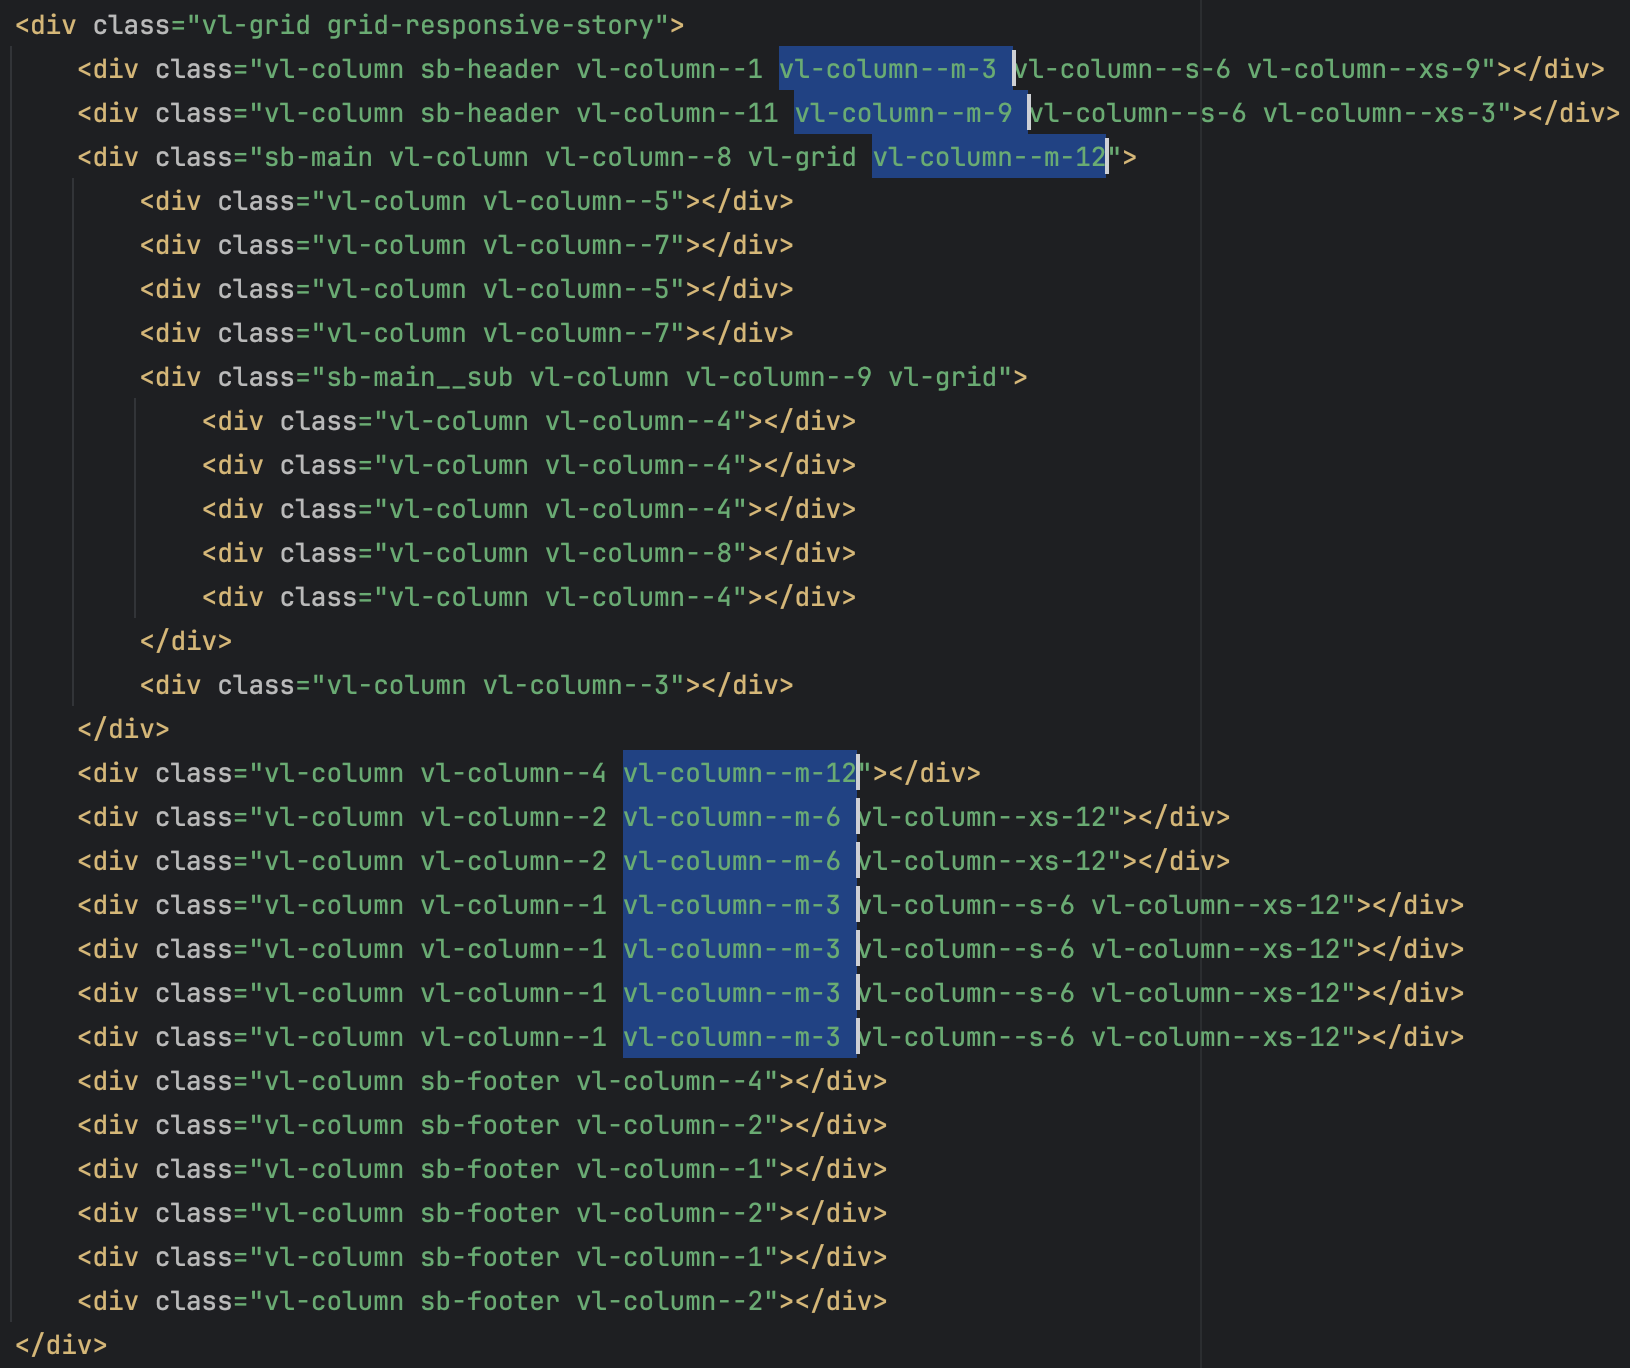 <div class="vl-grid grid-responsive-story">
    <div class="vl-column sb-header vl-column--1 vl-column--m-3 vl-column--s-6 vl-column--xs-9"></div>
    <div class="vl-column sb-header vl-column--11 vl-column--m-9 vl-column--s-6 vl-column--xs-3"></div>
    <div class="sb-main vl-column vl-column--8 vl-grid vl-column--m-12">
        <div class="vl-column vl-column--5"></div>
        <div class="vl-column vl-column--7"></div>
        <div class="vl-column vl-column--5"></div>
        <div class="vl-column vl-column--7"></div>
        <div class="sb-main__sub vl-column vl-column--9 vl-grid">
            <div class="vl-column vl-column--4"></div>
            <div class="vl-column vl-column--4"></div>
            <div class="vl-column vl-column--4"></div>
            <div class="vl-column vl-column--8"></div>
            <div class="vl-column vl-column--4"></div>
        </div>
        <div class="vl-column vl-column--3"></div>
    </div>
    <div class="vl-column vl-column--4 vl-column--m-12"></div>
    <div class="vl-column vl-column--2 vl-column--m-6 vl-column--xs-12"></div>
    <div class="vl-column vl-column--2 vl-column--m-6 vl-column--xs-12"></div>
    <div class="vl-column vl-column--1 vl-column--m-3 vl-column--s-6 vl-column--xs-12"></div>
    <div class="vl-column vl-column--1 vl-column--m-3 vl-column--s-6 vl-column--xs-12"></div>
    <div class="vl-column vl-column--1 vl-column--m-3 vl-column--s-6 vl-column--xs-12"></div>
    <div class="vl-column vl-column--1 vl-column--m-3 vl-column--s-6 vl-column--xs-12"></div>
    <div class="vl-column sb-footer vl-column--4"></div>
    <div class="vl-column sb-footer vl-column--2"></div>
    <div class="vl-column sb-footer vl-column--1"></div>
    <div class="vl-column sb-footer vl-column--2"></div>
    <div class="vl-column sb-footer vl-column--1"></div>
    <div class="vl-column sb-footer vl-column--2"></div>
</div>